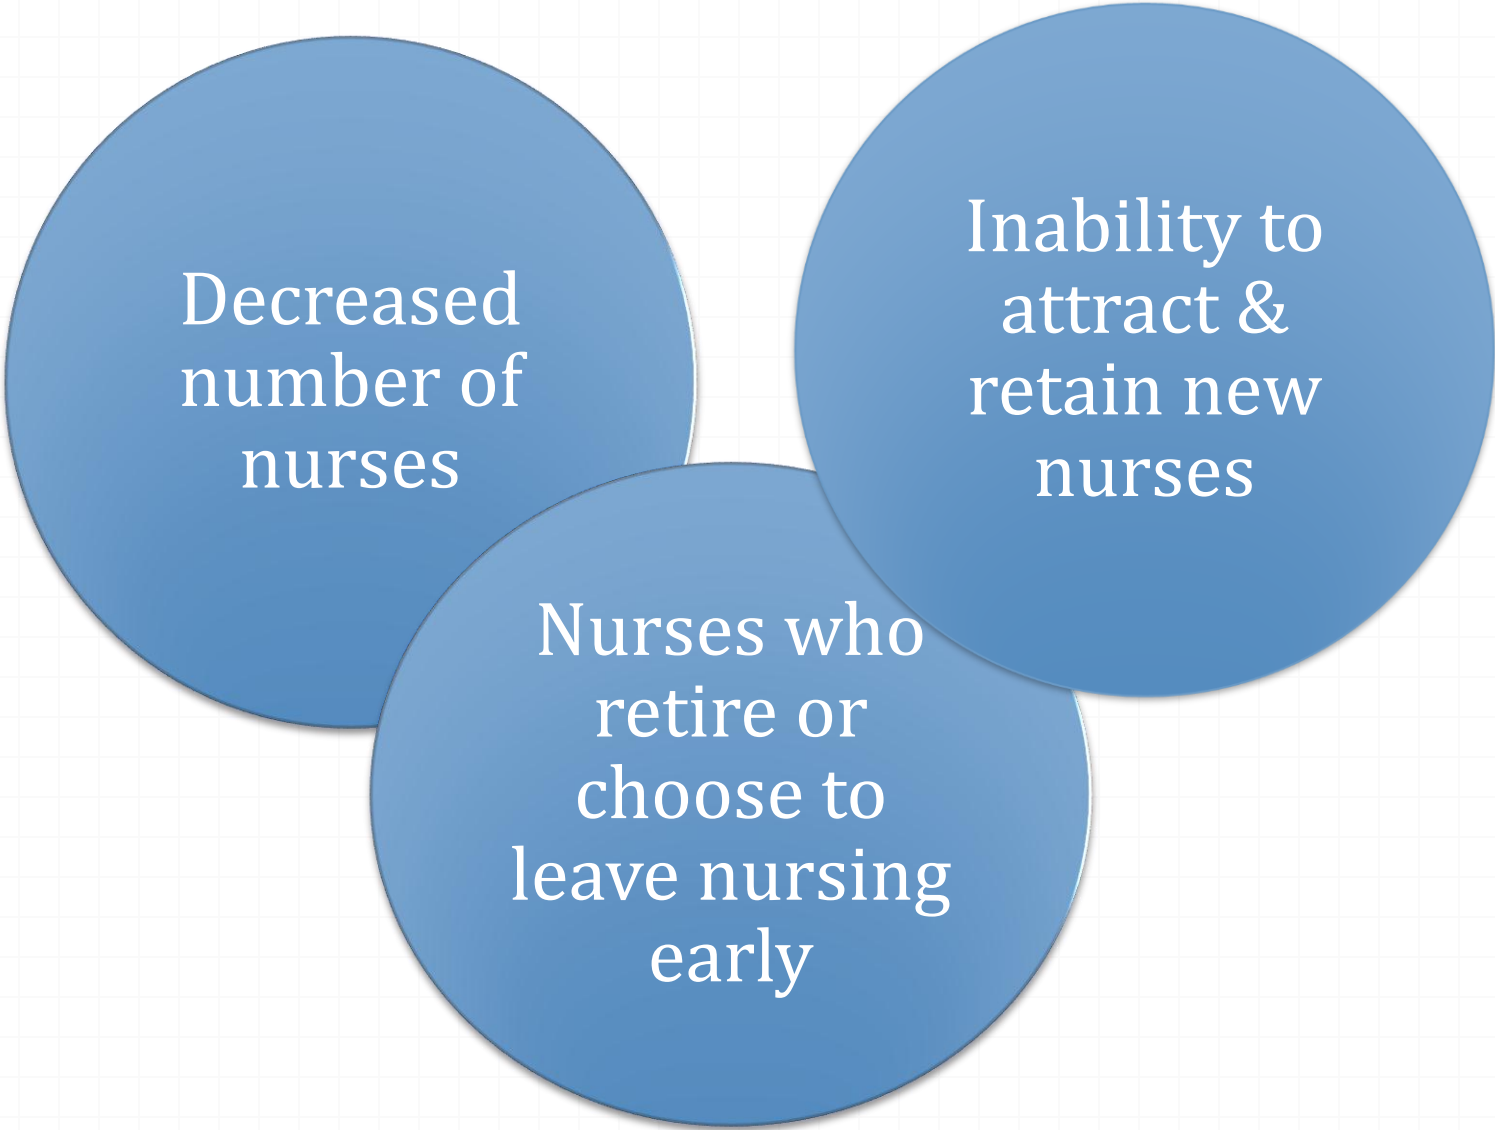 Decreased
number of
nurses
Nurses who
retire or
choose to
leave nursing
early
Inability to
attract &
retain new
nurses